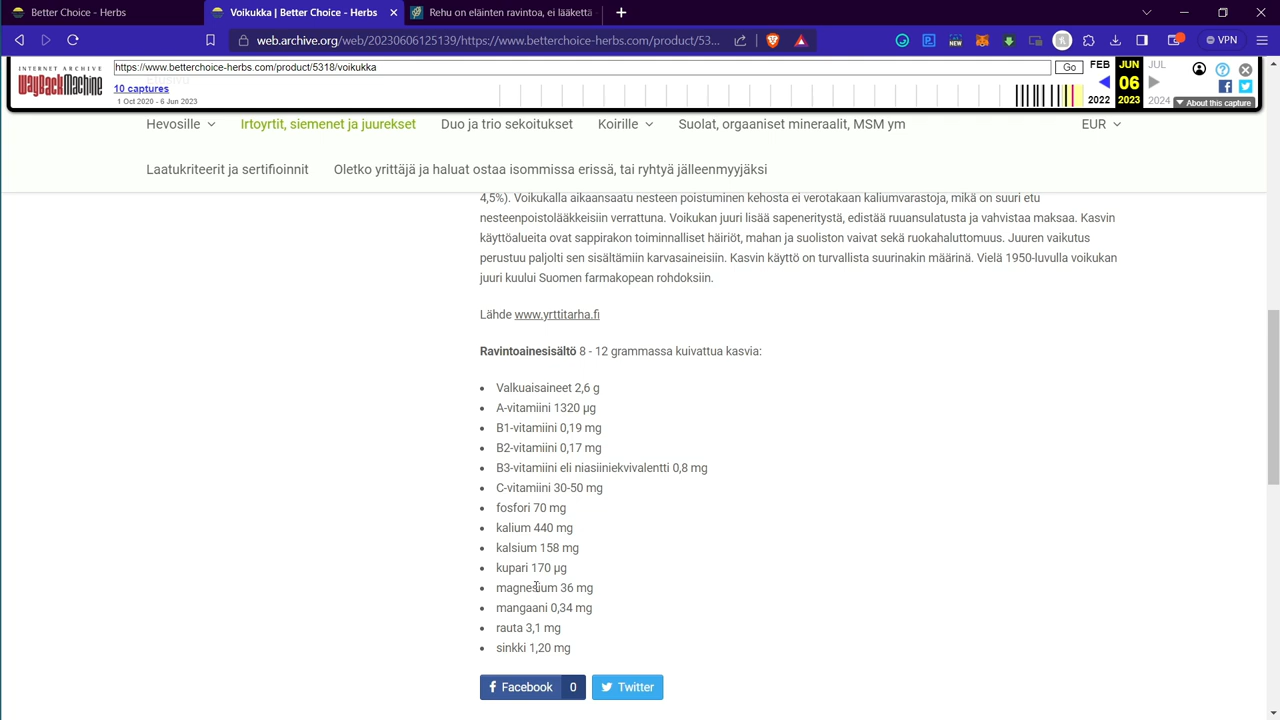 Better Choice - Herbs
Voikukka | Better Choice - Herbs
Rehu on eläinten ravintoa, ei lääkettä
web.archive.org/web/20230606125139/https://www.betterchoice-herbs.com/product/53...
VPN
INTERNET ARCHIVE
WayBackMachine
https://www.betterchoice-herbs.com/product/5318/voikukka
Go
10 captures
1 Oct 2020 - 6 Jun 2023
FEB JUN JUL
06
2022 2023 2024
About this capture
Hevosille
Irtoyrtit, siemenet ja juurekset
Duo ja trio sekoitukset
Koirille
Suolat, orgaaniset mineraalit, MSM ym
EUR
Laatukriteerit ja sertifioinnit
Oletko yrittäjä ja haluat ostaa isommissa erissä, tai ryhtyä jälleenmyyjäksi
4,5%). Voikukalla aikaansaatu nesteen poistuminen kehosta ei verotakaan kaliumvarastoja, mikä on suuri etu
nesteenpoistolääkkeisiin verrattuna. Voikukan juuri lisää sapeneritystä, edistää ruuansulatusta ja vahvistaa maksaa. Kasvin
käyttöalueita ovat sappirakon toiminnalliset häiriöt, mahan ja suoliston vaivat sekä ruokahaluttomuus. Juuren vaikutus
perustuu paljolti sen sisältämiin karvasaineisiin. Kasvin käyttö on turvallista suurinakin määrinä. Vielä 1950-luvulla voikukan
juuri kuului Suomen farmakopean rohdoksiin.
Lähde www.yrttitarha.fi
Ravintoainesisältö 8 - 12 grammassa kuivattua kasvia:
Valkuaisaineet 2,6 g
A-vitamiini 1320 µg
B1-vitamiini 0,19 mg
B2-vitamiini 0,17 mg
B3-vitamiini eli niasiiniekvivalentti 0,8 mg
C-vitamiini 30-50 mg
fosfori 70 mg
kalium 440 mg
kalsium 158 mg
kupari 170 µg
magnesium 36 mg
mangaani 0,34 mg
rauta 3,1 mg
sinkki 1,20 mg
Facebook 0
Twitter